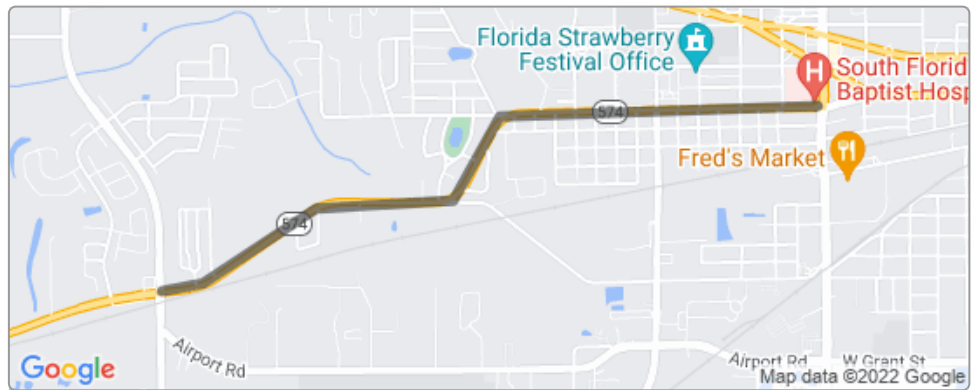 Florida Strawberry
Festival Office
H
South Florid
Baptist Hosp
574
Fred's Market
574
Airport Rd
Airport Rd
W Grant St
Google
Map data ©2022 Google